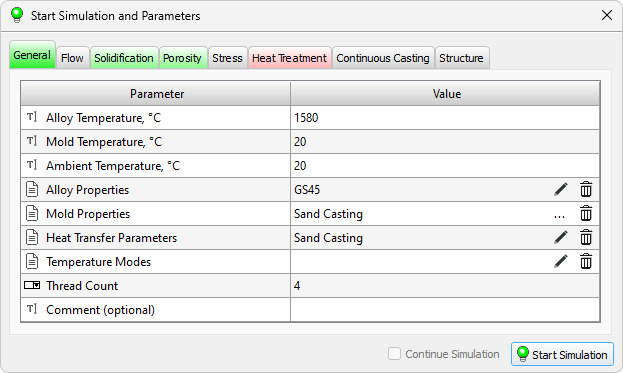 Start Simulation and Parameters
General Flow Solidification Porosity Stress Heat Treatment Continuous Casting Structure
Parameter Value
Alloy Temperature, °C 1580
Mold Temperature, °C 20
Ambient Temperature, °C 20
Alloy Properties GS45
Mold Properties Sand Casting ...
Heat Transfer Parameters Sand Casting
Temperature Modes
Thread Count 4
Comment (optional)
Continue Simulation Start Simulation